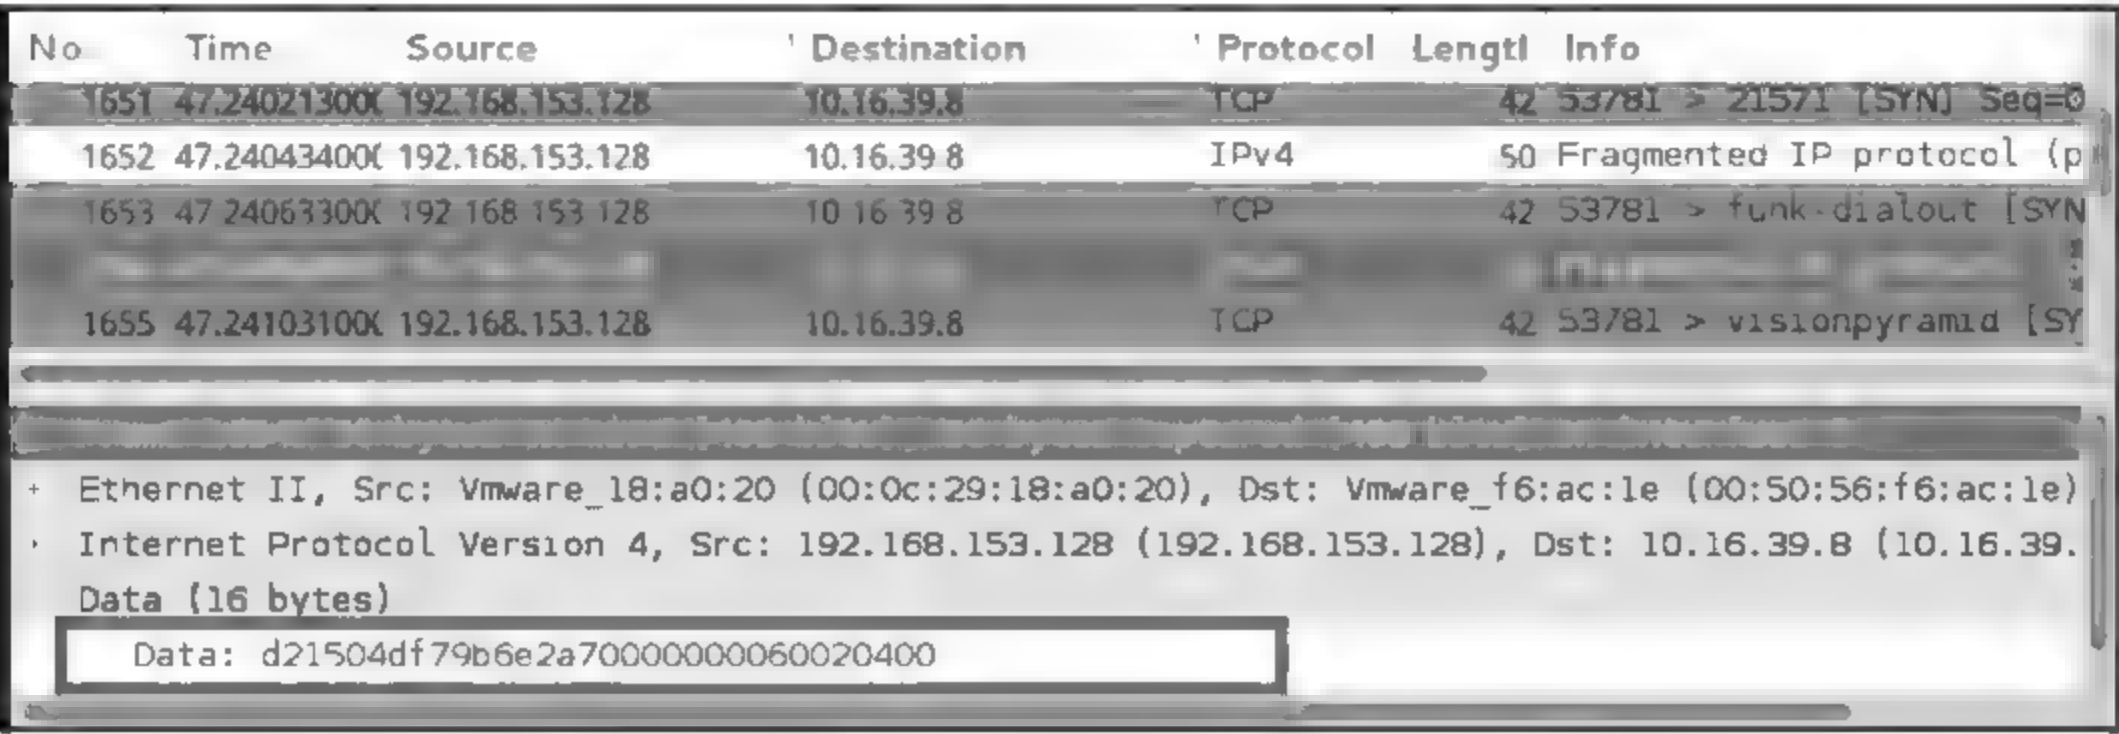 No Time Source Destination Protocol Lengtl Info
1651 47.240213000 192.168.153.128 10.16.39.8 TCP 42 53781 > 21571 [SYN] Seq=0
1652 47.240434000 192.168.153.128 10.16.39 8 IPv4 50 Fragmented IP protocol (p
1653 47 240633000 192 168 153 128 10 16 39 8 TCP 42 53781 > funk-dialout [SYN
1655 47.241031000 192.168.153.128 10.16.39.8 TCP 42 53781 > visionpyramid [SY
Ethernet II, Src: Vmware_18:a0:20 (00:0c:29:18:a0:20), Dst: Vmware_f6:ac:1e (00:50:56:f6:ac:1e)
Internet Protocol Version 4, Src: 192.168.153.128 (192.168.153.128), Dst: 10.16.39.8 (10.16.39.
Data (16 bytes)
Data: d21504df79b6e2a70000000060020400